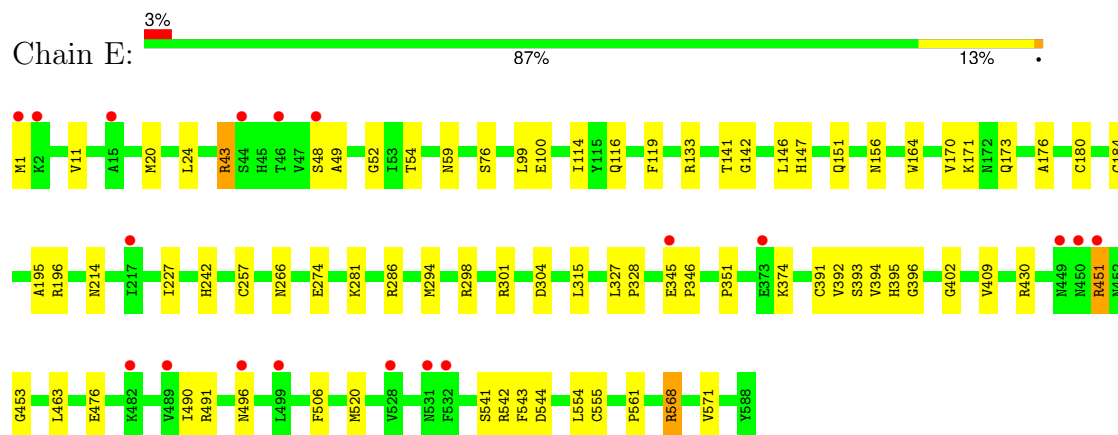 3%
Chain E:
87% 13% •
M1 K2 V11 A15 M20 L24 R43 S44 H45 T46 V47 S48 A49 G52 I53 T54 N59 S76 L99 E100 I114 Y115 Q116 F119 R133 T141 G142 L146 H147 Q151 N156 W164 V170 K171 N172 Q173 A176 C180
A195 R196 N214 I217 I227 H242 C257 N266 E274 K281 R286 M294 R298 R301 D304 L315 L327 P328 E345 P346 P351 E373 K374 C391 V392 S393 V394 H395 G396 G402 V409 R430 N449 N450 R451
G453 L463 E476 K482 V489 I490 R491 N496 L499 F506 M520 V528 N531 F532 S541 R542 F543 D544 L554 C555 P561 R568 V571 Y588